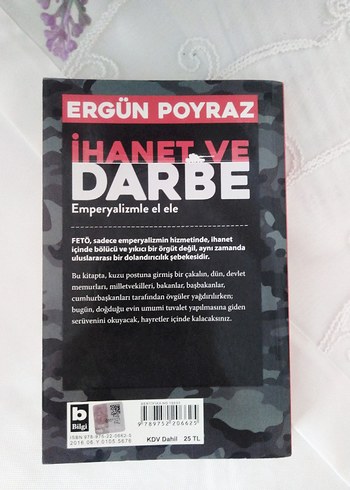 ERGÜN POYRAZ
İHANET VE
DARBE
Emperyalizmle el ele
FETÖ, sadece emperyalizmin hizmetinde, ihanet
içinde bölücü ve yıkıcı bir örgüt değil, aynı zamanda
uluslararası bir dolandırıcılık şebekesidir.
Bu kitapta, kuzu postuna girmiş bir çakalın, dün, devlet
memurları, milletvekilleri, bakanlar, başbakanlar,
cumhurbaşkanları tarafından övgüler yağdırılırken;
bugün, doğduğu evin umumi tuvalet yapılmasına giden
serüvenini okuyacak, hayretler içinde kalacaksınız.
b
Bilgi
9 789752 206625
KDV Dahil 25 TL